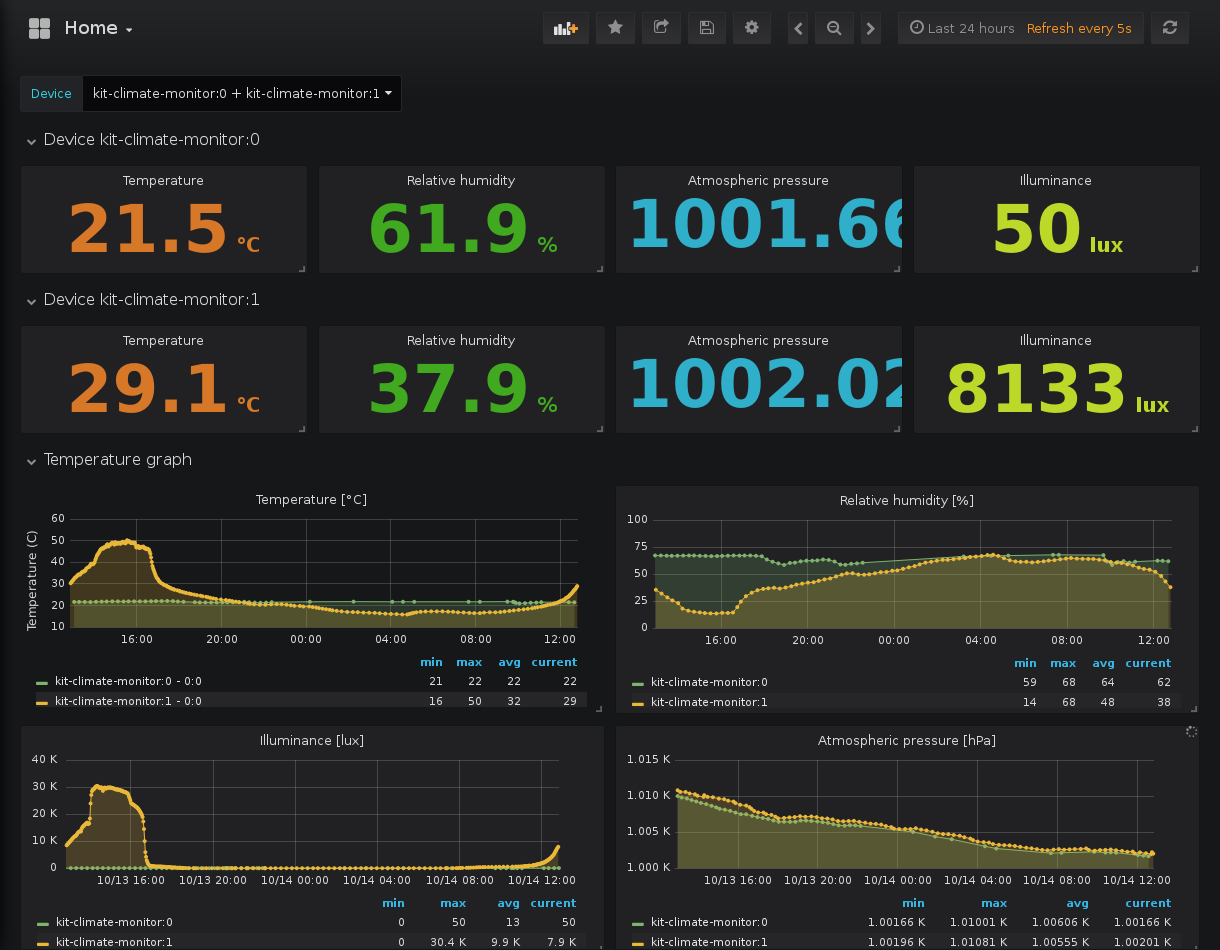 Home
Last 24 hours Refresh every 5s
Device kit-climate-monitor:0 + kit-climate-monitor:1
Device kit-climate-monitor:0
Temperature Relative humidity Atmospheric pressure Illuminance
21.5 °C 61.9 % 1001.66 50 lux
Device kit-climate-monitor:1
Temperature Relative humidity Atmospheric pressure Illuminance
29.1 °C 37.9 % 1002.02 8133 lux
Temperature graph
Temperature [°C]
Temperature (C)
60
50
40
30
20
10
16:00 20:00 00:00 04:00 08:00 12:00
min max avg current
kit-climate-monitor:0 - 0:0 21 22 22 22
kit-climate-monitor:1 - 0:0 16 50 32 29
Relative humidity [%]
100
75
50
25
0
16:00 20:00 00:00 04:00 08:00 12:00
min max avg current
kit-climate-monitor:0 59 68 64 62
kit-climate-monitor:1 14 68 48 38
Illuminance [lux]
40 K
30 K
20 K
10 K
0
10/13 16:00 10/13 20:00 10/14 00:00 10/14 04:00 10/14 08:00 10/14 12:00
min max avg current
kit-climate-monitor:0 0 50 13 50
kit-climate-monitor:1 0 30.4 K 9.9 K 7.9 K
Atmospheric pressure [hPa]
1.015 K
1.010 K
1.005 K
1.000 K
10/13 16:00 10/13 20:00 10/14 00:00 10/14 04:00 10/14 08:00 10/14 12:00
min max avg current
kit-climate-monitor:0 1.00166 K 1.01001 K 1.00606 K 1.00166 K
kit-climate-monitor:1 1.00196 K 1.01081 K 1.00555 K 1.00201 K